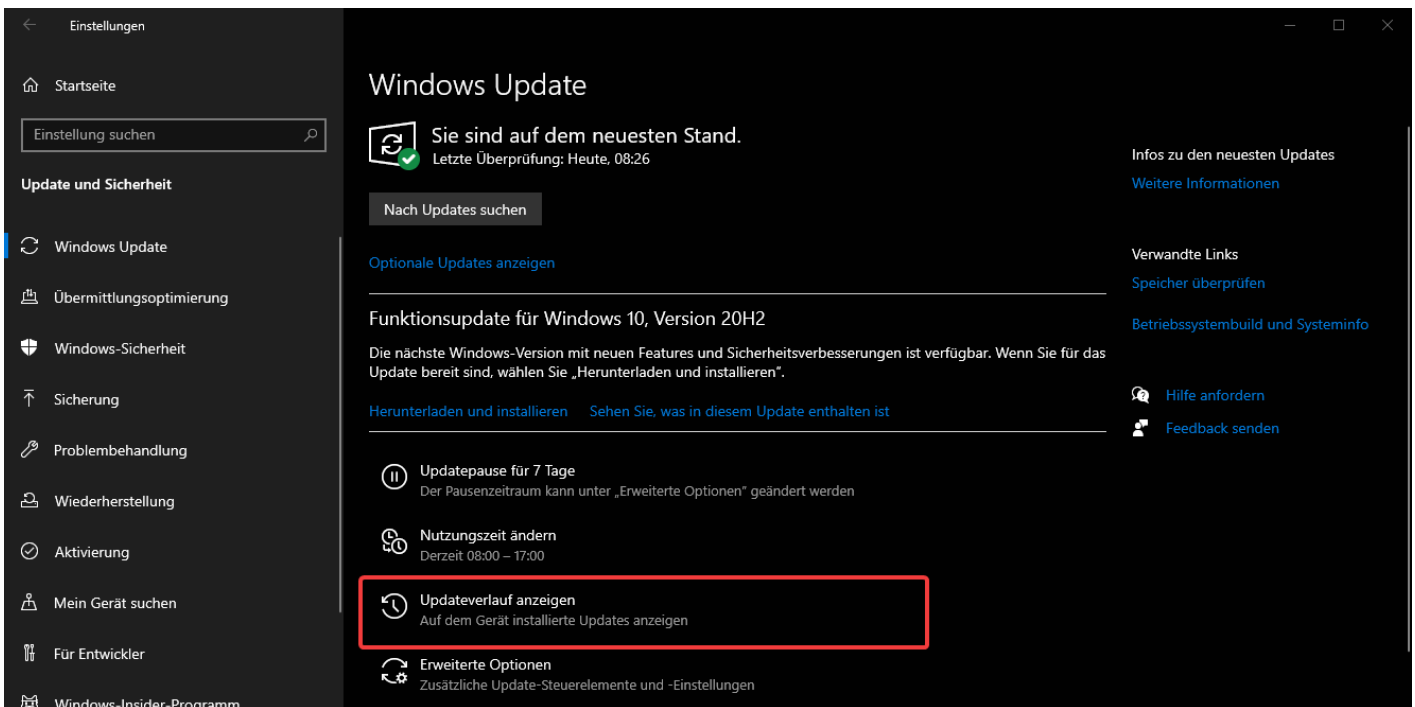 Einstellungen
Startseite
Einstellung suchen
Update und Sicherheit
Windows Update
Übermittlungsoptimierung
Windows-Sicherheit
Sicherung
Problembehandlung
Wiederherstellung
Aktivierung
Mein Gerät suchen
Für Entwickler
Windows-Insider-Programm
Windows Update
Sie sind auf dem neuesten Stand.
Letzte Überprüfung: Heute, 08:26
Nach Updates suchen
Optionale Updates anzeigen
Funktionsupdate für Windows 10, Version 20H2
Die nächste Windows-Version mit neuen Features und Sicherheitsverbesserungen ist verfügbar. Wenn Sie für das
Update bereit sind, wählen Sie „Herunterladen und installieren“.
Herunterladen und installieren Sehen Sie, was in diesem Update enthalten ist
Updatepause für 7 Tage
Der Pausenzeitraum kann unter „Erweiterte Optionen“ geändert werden
Nutzungszeit ändern
Derzeit 08:00 – 17:00
Updateverlauf anzeigen
Auf dem Gerät installierte Updates anzeigen
Erweiterte Optionen
Zusätzliche Update-Steuerelemente und -Einstellungen
Infos zu den neuesten Updates
Weitere Informationen
Verwandte Links
Speicher überprüfen
Betriebssystembuild und Systeminfo
Hilfe anfordern
Feedback senden